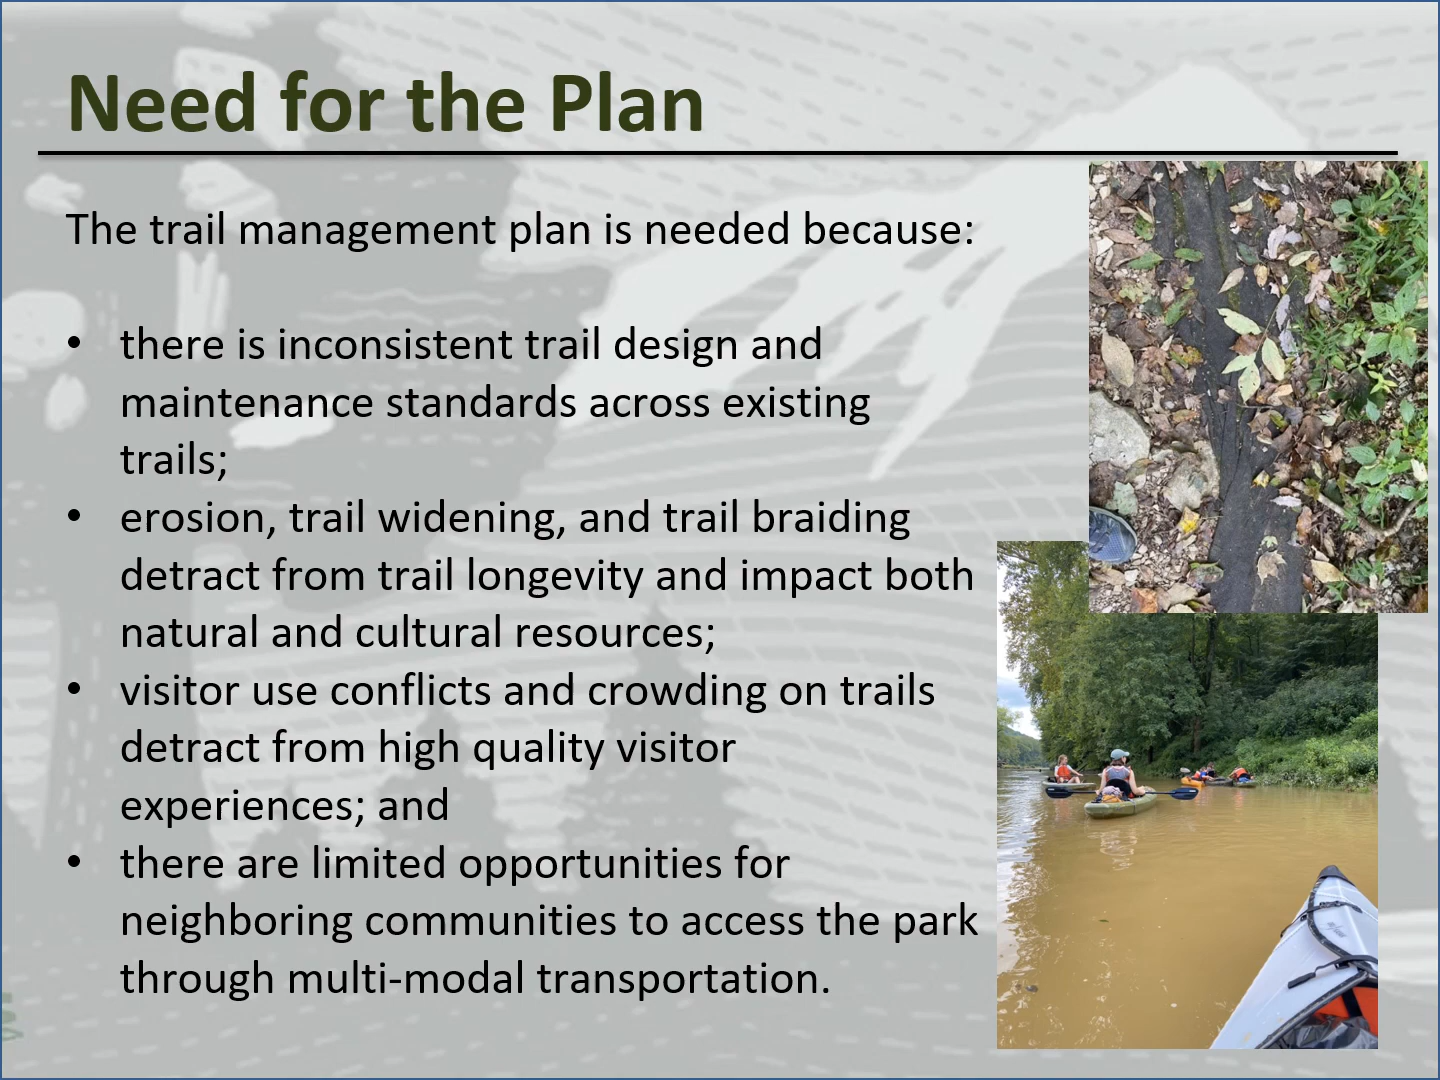 Need for the Plan
The trail management plan is needed because:
• there is inconsistent trail design and
maintenance standards across existing
trails;
• erosion, trail widening, and trail braiding
detract from trail longevity and impact both
natural and cultural resources;
• visitor use conflicts and crowding on trails
detract from high quality visitor
experiences; and
• there are limited opportunities for
neighboring communities to access the park
through multi-modal transportation.